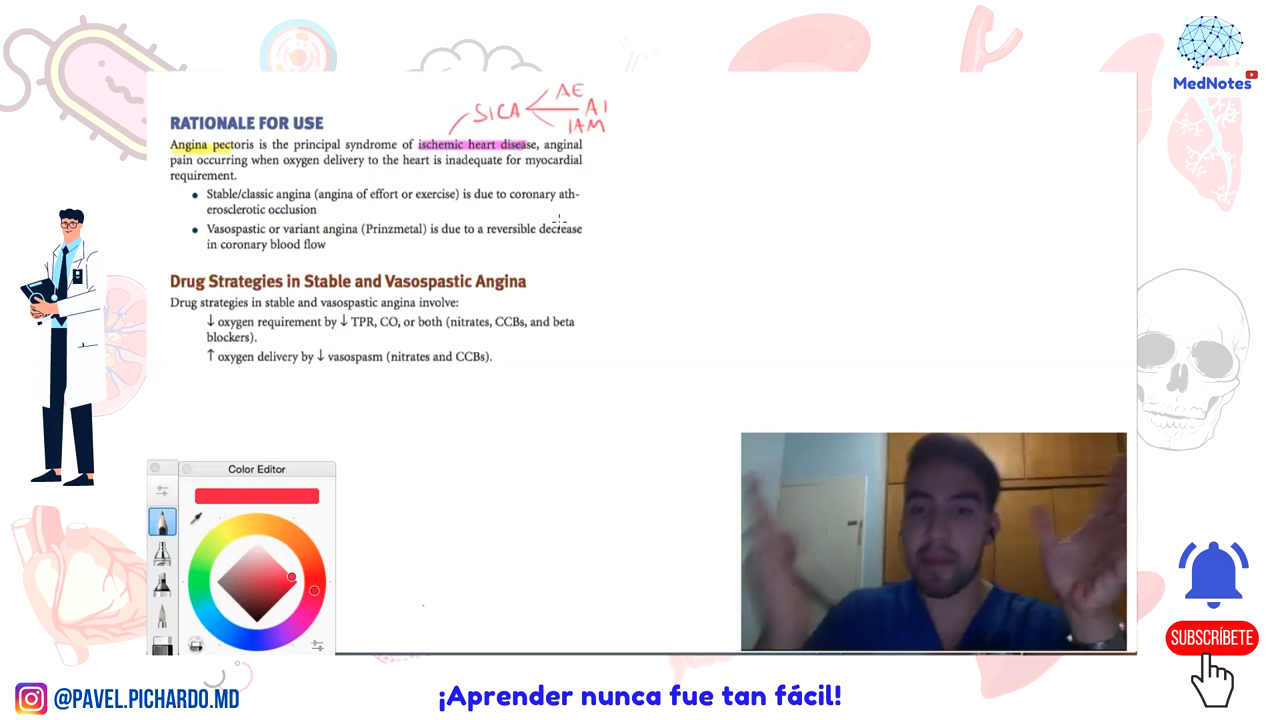 MedNotes
AE
SICA
AI
IAM
RATIONALE FOR USE
Angina pectoris is the principal syndrome of ischemic heart disease, anginal
pain occurring when oxygen delivery to the heart is inadequate for myocardial
requirement.
• Stable/classic angina (angina of effort or exercise) is due to coronary ath-
erosclerotic occlusion
• Vasospastic or variant angina (Prinzmetal) is due to a reversible decrease
in coronary blood flow
Drug Strategies in Stable and Vasospastic Angina
Drug strategies in stable and vasospastic angina involve:
↓ oxygen requirement by ↓ TPR, CO, or both (nitrates, CCBs, and beta
blockers).
↑ oxygen delivery by ↓ vasospasm (nitrates and CCBs).
Color Editor
SUBSCRÍBETE
@PAVEL.PICHARDO.MD
¡Aprender nunca fue tan fácil!